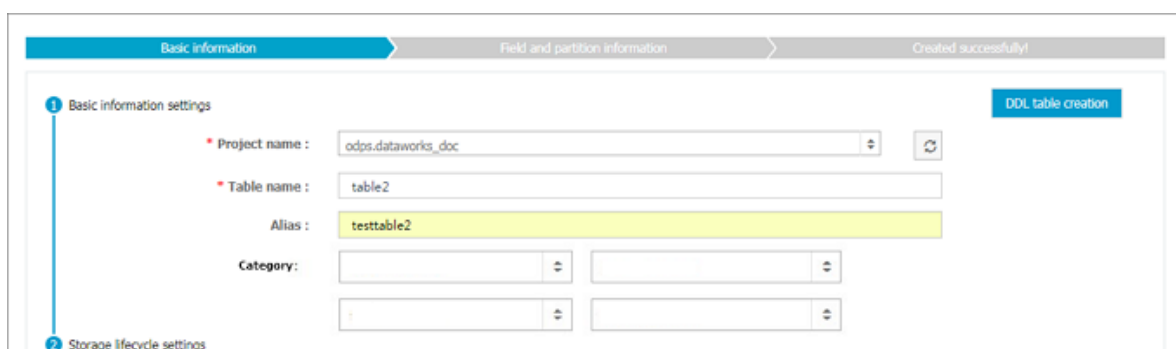 Basic information Field and partition information Created successfully!
1 Basic information settings DDL table creation
* Project name : odps.dataworks_doc
* Table name : table2
Alias : testtable2
Category:
2 Storage lifecycle settings